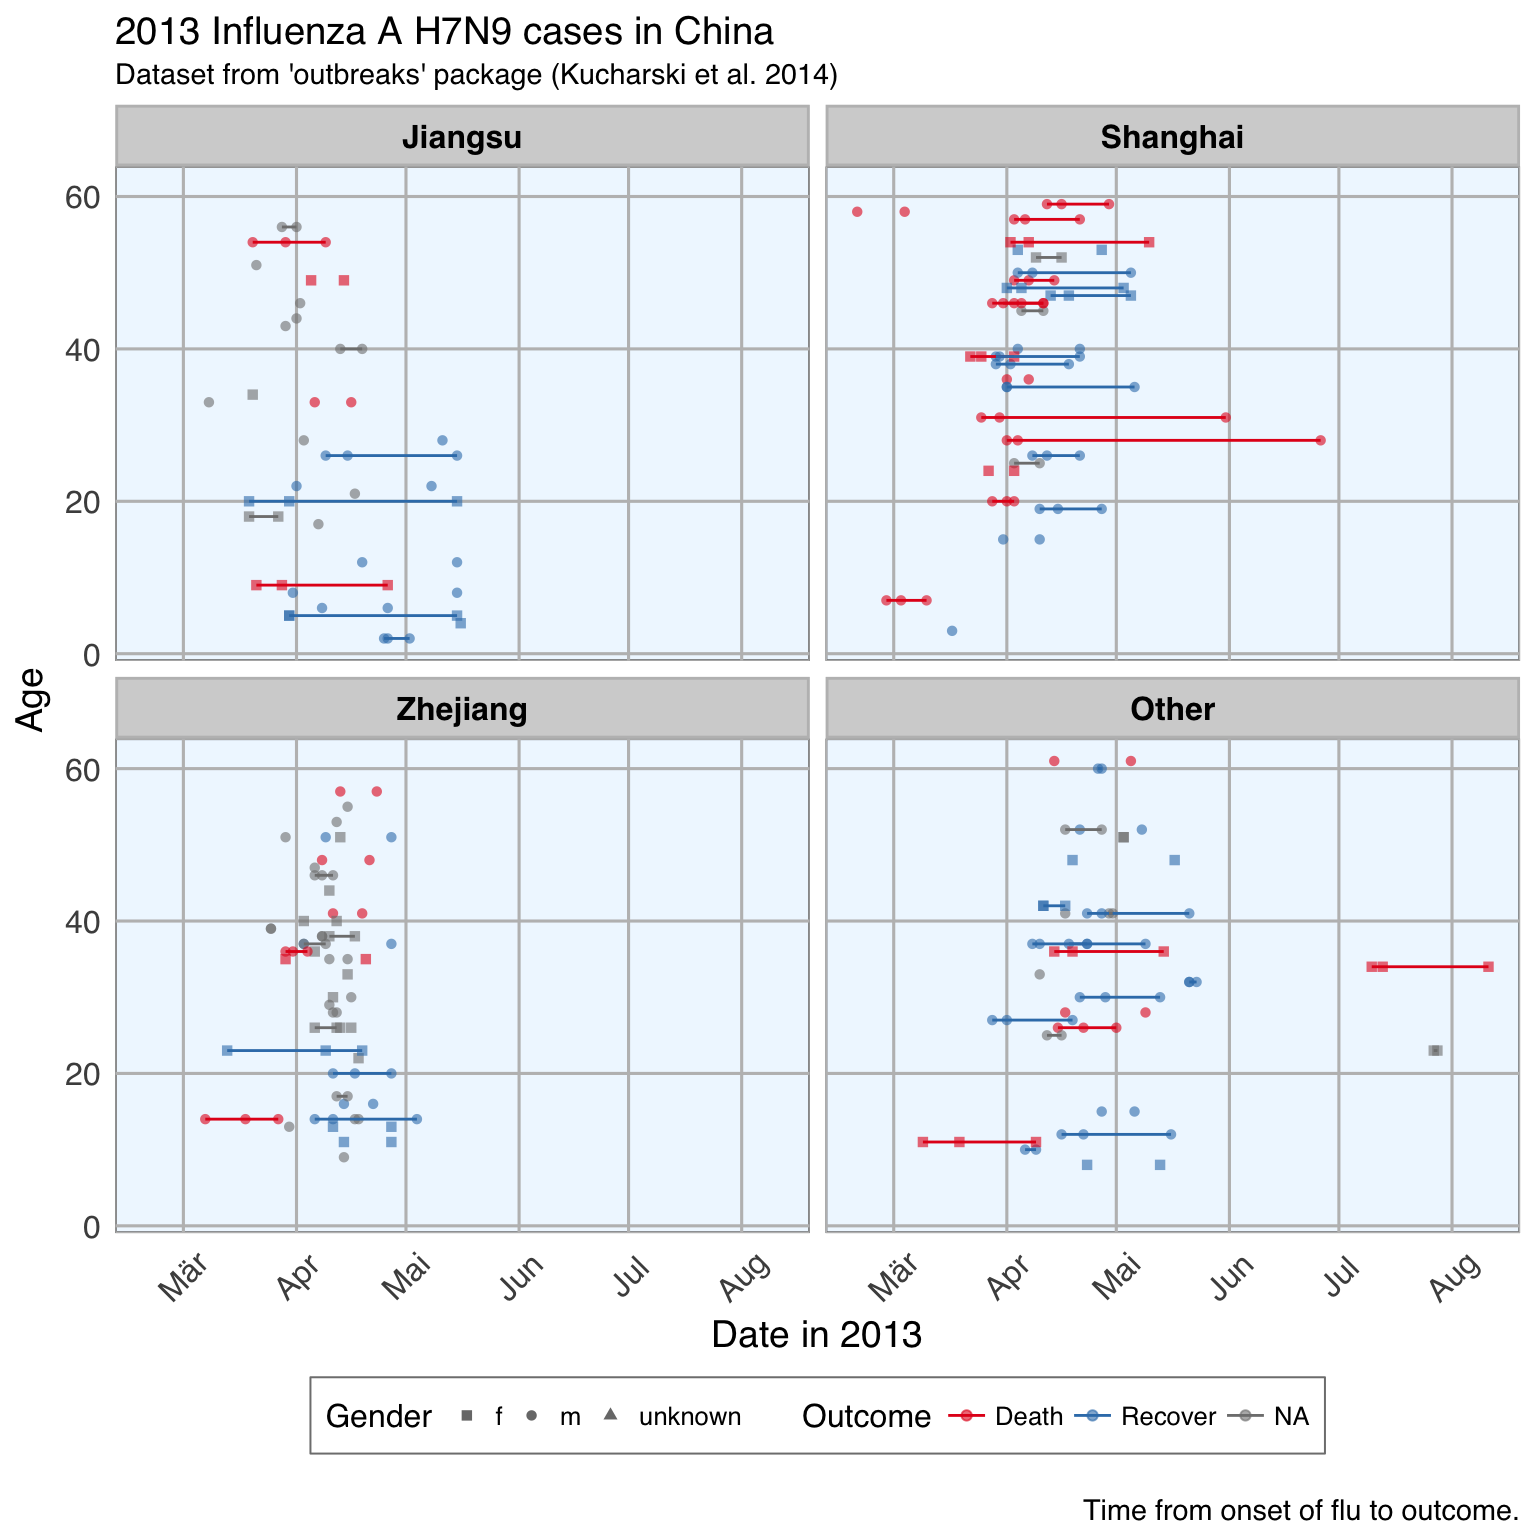 2013 Influenza A H7N9 cases in China
Dataset from 'outbreaks' package (Kucharski et al. 2014)
Jiangsu
Shanghai
60
40
20
0
Age
Zhejiang
Other
60
40
20
0
Mär Apr Mai Jun Jul Aug
Mär Apr Mai Jun Jul Aug
Date in 2013
Gender f m unknown Outcome Death Recover NA
Time from onset of flu to outcome.